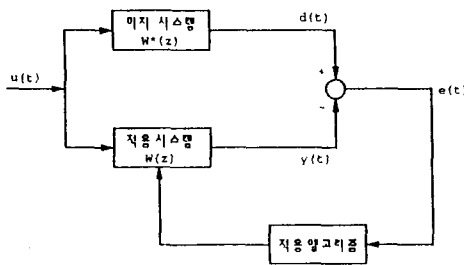 미지 시스템
W*(z)
d(t)
u(t)
+
-
e(t)
적응시스템
W(z)
y(t)
적응알고리즘